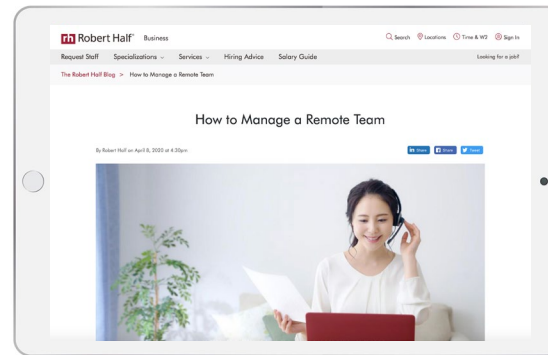 rh Robert Half® Business
Search Locations Time & W2 Sign In
Request Staff Specializations Services Hiring Advice Salary Guide Looking for a job?
The Robert Half Blog > How to Manage a Remote Team
How to Manage a Remote Team
By Robert Half on April 8, 2020 at 4:30pm
in Share f Share Tweet